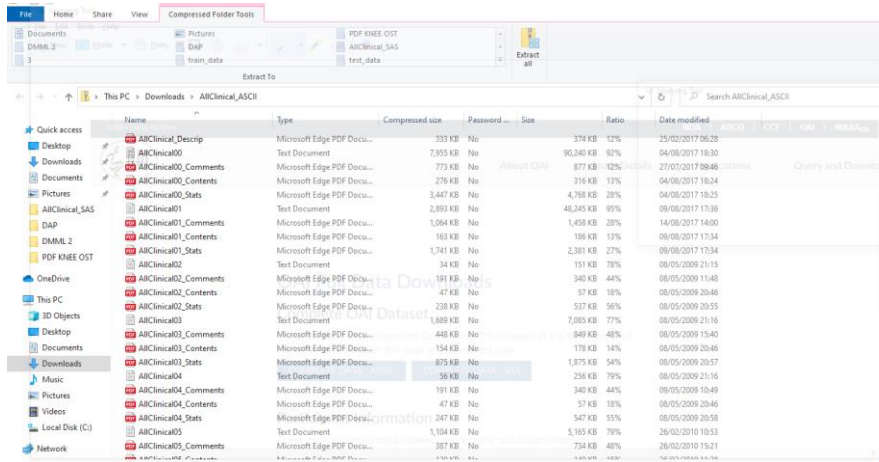 File Home Share View Compressed Folder Tools
Documents Pictures PDF KNEE OST
DMML 2 DAP AllClinical_SAS
3 train_data test_data
Extract all
Extract To
This PC > Downloads > AllClinical_ASCII Search AllClinical_ASCII
Name Type Compressed size Password ... Size Ratio Date modified
Quick access
Desktop
Downloads
Documents
Pictures
AllClinical_SAS
DAP
DMML 2
PDF KNEE OST
OneDrive
This PC
3D Objects
Desktop
Documents
Downloads
Music
Pictures
Videos
Local Disk (C:)
Network
AllClinical_Descrip Microsoft Edge PDF Docu... 333 KB No 374 KB 12% 25/02/2017 06:28
AllClinical00 Text Document 7,955 KB No 90,240 KB 92% 04/08/2017 18:30
AllClinical00_Comments Microsoft Edge PDF Docu... 773 KB No 877 KB 12% 27/07/2017 09:46
AllClinical00_Contents Microsoft Edge PDF Docu... 276 KB No 316 KB 13% 04/08/2017 18:24
AllClinical00_Stats Microsoft Edge PDF Docu... 3,447 KB No 4,768 KB 28% 04/08/2017 18:25
AllClinical01 Text Document 2,893 KB No 48,245 KB 95% 09/08/2017 17:36
AllClinical01_Comments Microsoft Edge PDF Docu... 1,064 KB No 1,458 KB 28% 14/08/2017 14:00
AllClinical01_Contents Microsoft Edge PDF Docu... 163 KB No 186 KB 13% 09/08/2017 17:34
AllClinical01_Stats Microsoft Edge PDF Docu... 1,741 KB No 2,381 KB 27% 09/08/2017 17:34
AllClinical02 Text Document 34 KB No 151 KB 78% 08/05/2009 21:15
AllClinical02_Comments Microsoft Edge PDF Docu... 191 KB No 340 KB 44% 09/08/2009 11:48
AllClinical02_Contents Microsoft Edge PDF Docu... 47 KB No 57 KB 18% 08/05/2009 20:46
AllClinical02_Stats Microsoft Edge PDF Docu... 238 KB No 537 KB 56% 08/05/2009 20:55
AllClinical03 Text Document 1,689 KB No 7,085 KB 77% 08/05/2009 21:16
AllClinical03_Comments Microsoft Edge PDF Docu... 448 KB No 849 KB 48% 08/05/2009 15:40
AllClinical03_Contents Microsoft Edge PDF Docu... 154 KB No 178 KB 14% 08/05/2009 20:46
AllClinical03_Stats Microsoft Edge PDF Docu... 875 KB No 1,875 KB 54% 08/05/2009 20:57
AllClinical04 Text Document 56 KB No 256 KB 79% 08/05/2009 21:16
AllClinical04_Comments Microsoft Edge PDF Docu... 191 KB No 340 KB 44% 09/05/2009 10:49
AllClinical04_Contents Microsoft Edge PDF Docu... 47 KB No 57 KB 18% 08/05/2009 20:46
AllClinical04_Stats Microsoft Edge PDF Docu... 247 KB No 547 KB 55% 08/05/2009 20:58
AllClinical05 Text Document 1,104 KB No 5,165 KB 79% 26/02/2010 10:53
AllClinical05_Comments Microsoft Edge PDF Docu... 387 KB No 734 KB 48% 26/02/2010 15:21
About OAI
Query and Downlo
Data Downloads
OAI Dataset